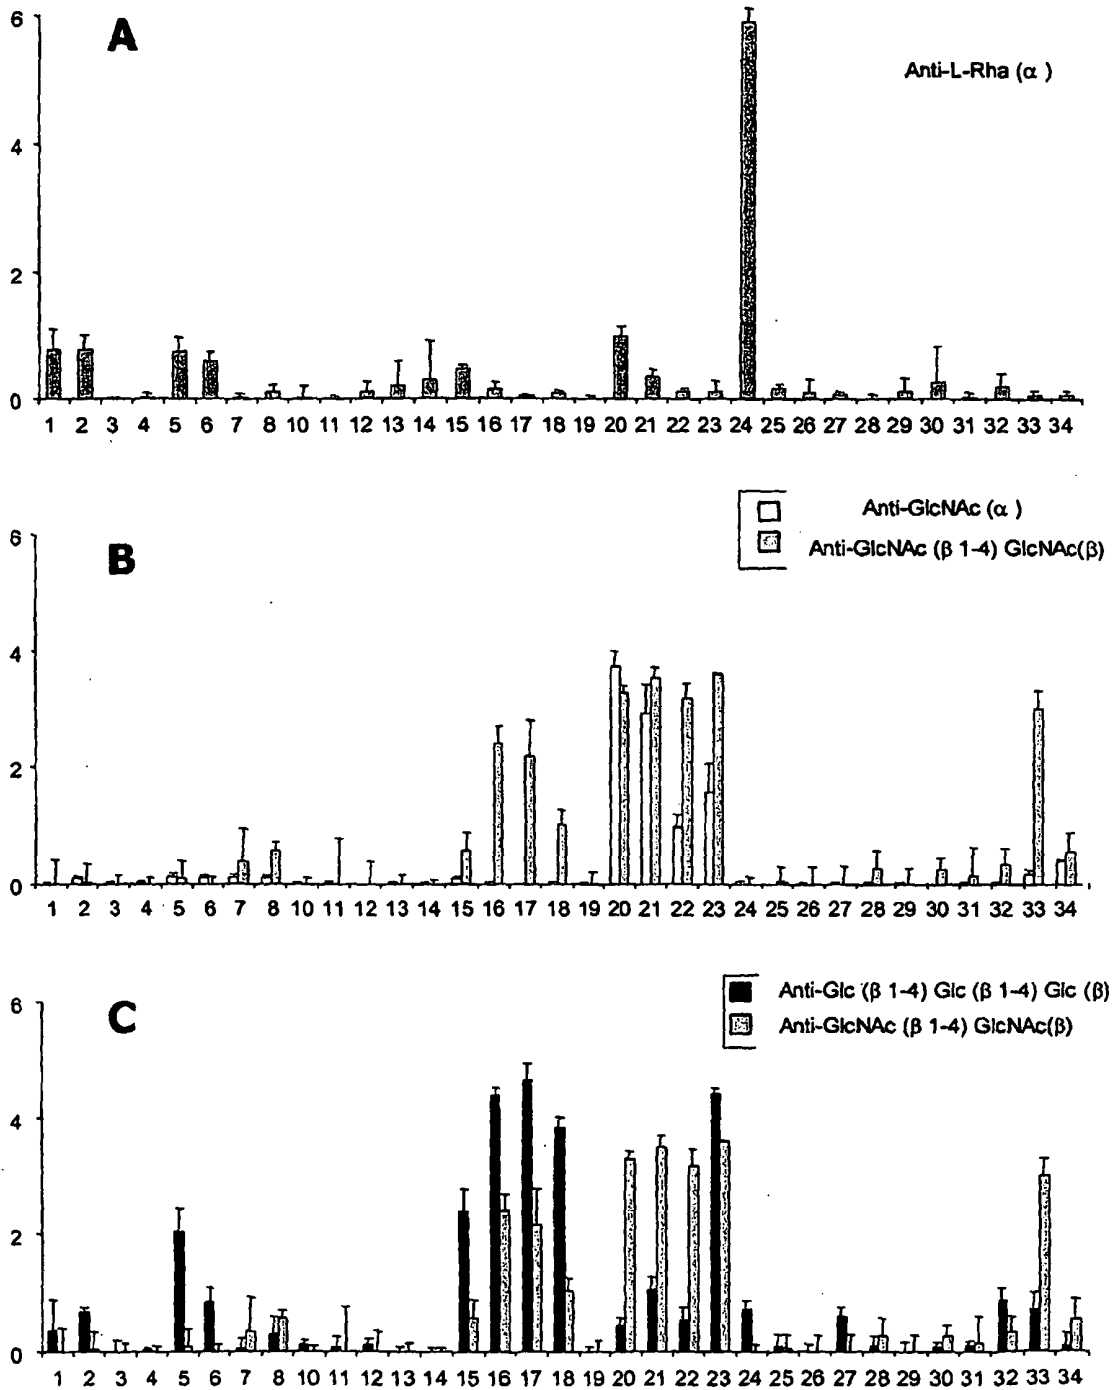 6
A
Anti-L-Rha (α )
4
2
0
1 2 3 4 5 6 7 8 10 11 12 13 14 15 16 17 18 19 20 21 22 23 24 25 26 27 28 29 30 31 32 33 34
Anti-GlcNAc (α )
Anti-GlcNAc (β 1-4) GlcNAc(β)
6
B
4
2
0
1 2 3 4 5 6 7 8 10 11 12 13 14 15 16 17 18 19 20 21 22 23 24 25 26 27 28 29 30 31 32 33 34
Anti-Glc (β 1-4) Glc (β 1-4) Glc (β)
Anti-GlcNAc (β 1-4) GlcNAc(β)
6
C
4
2
0
1 2 3 4 5 6 7 8 10 11 12 13 14 15 16 17 18 19 20 21 22 23 24 25 26 27 28 29 30 31 32 33 34